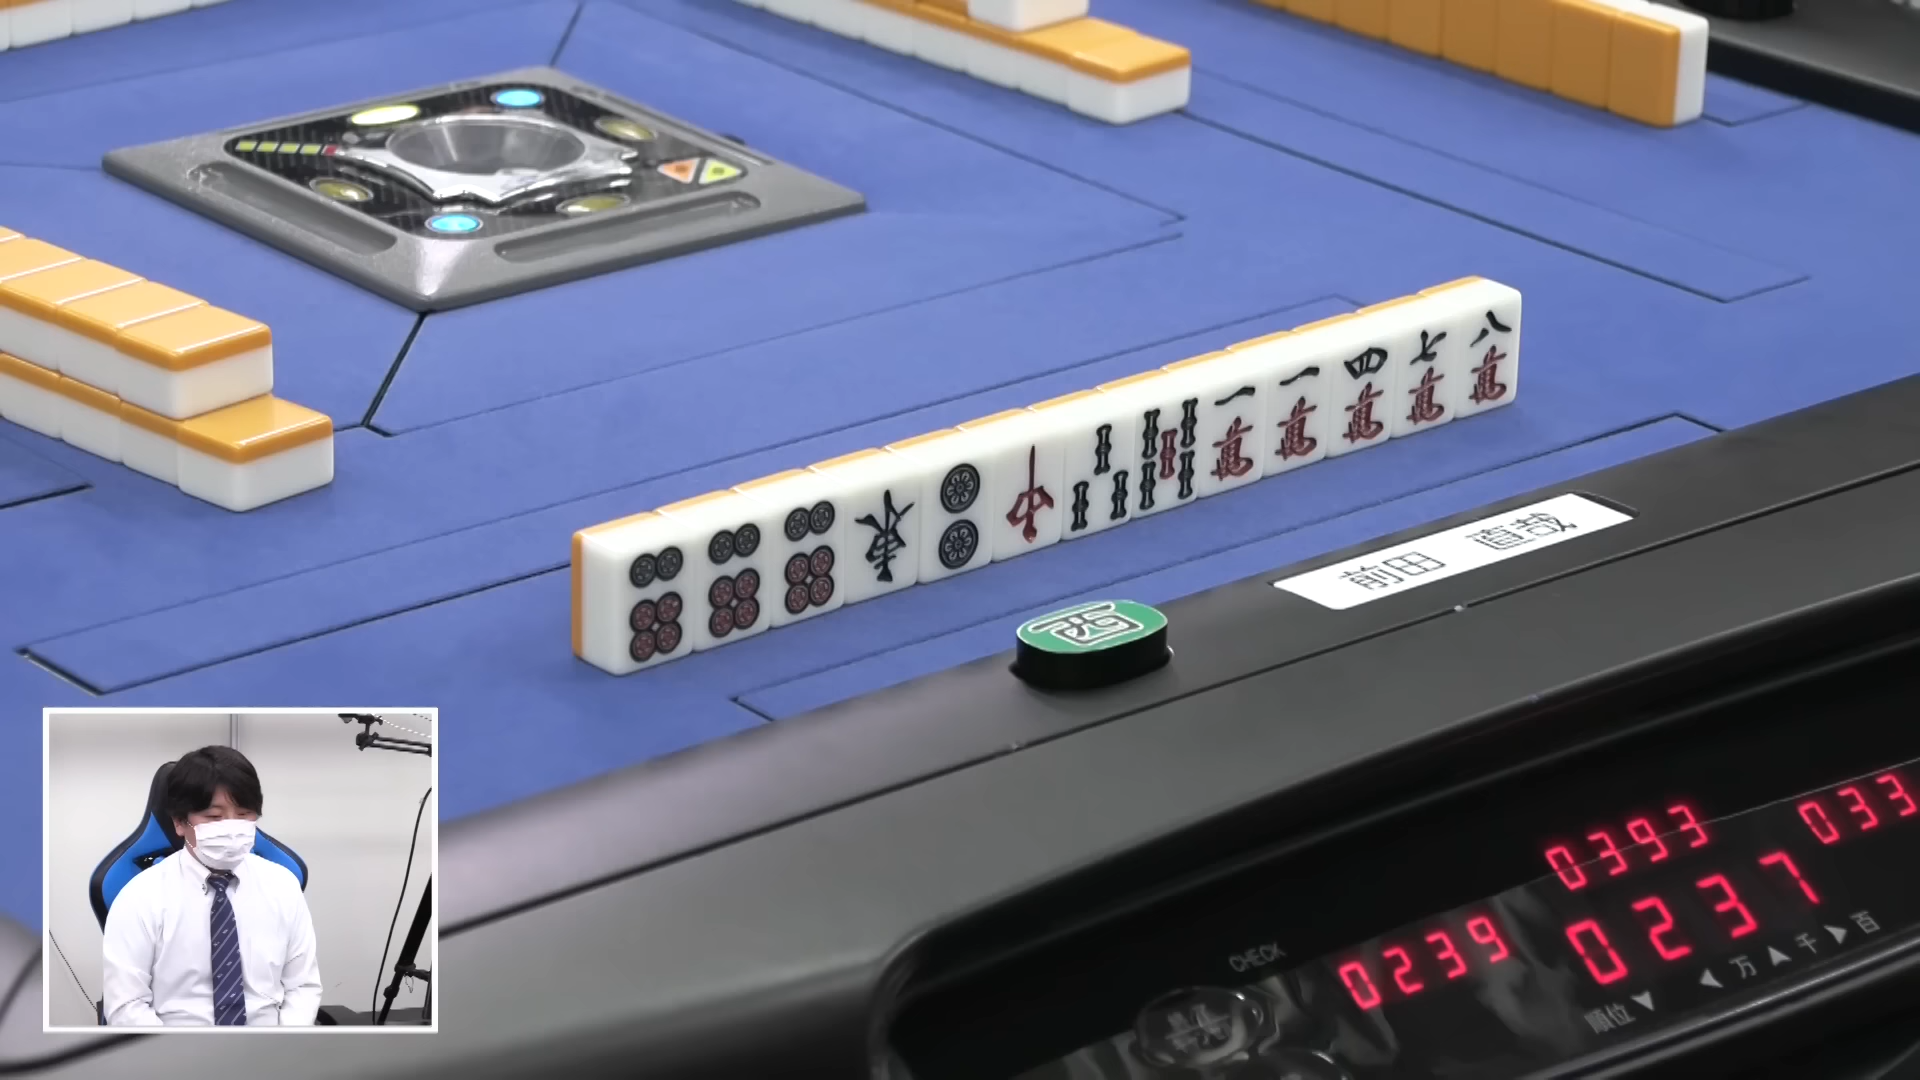 東
中
一萬
一萬
四萬
七萬
八萬
前田 直哉
西
CHECK
0393
033
0239
0237
順位▼ ◀万▲千▶百